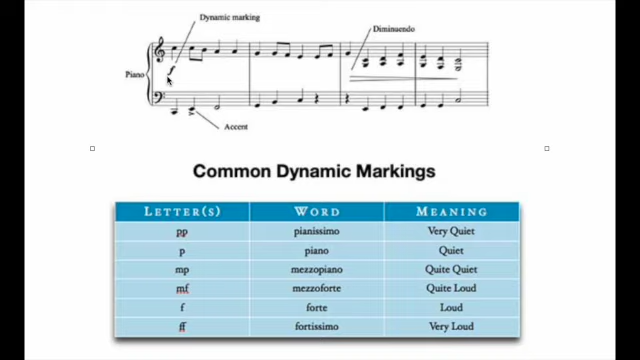 Dynamic marking
Diminuendo
f
Piano
Accent
Common Dynamic Markings
LETTER(S) WORD MEANING
pp pianissimo Very Quiet
p piano Quiet
mp mezzopiano Quite Quiet
mf mezzoforte Quite Loud
f forte Loud
ff fortissimo Very Loud